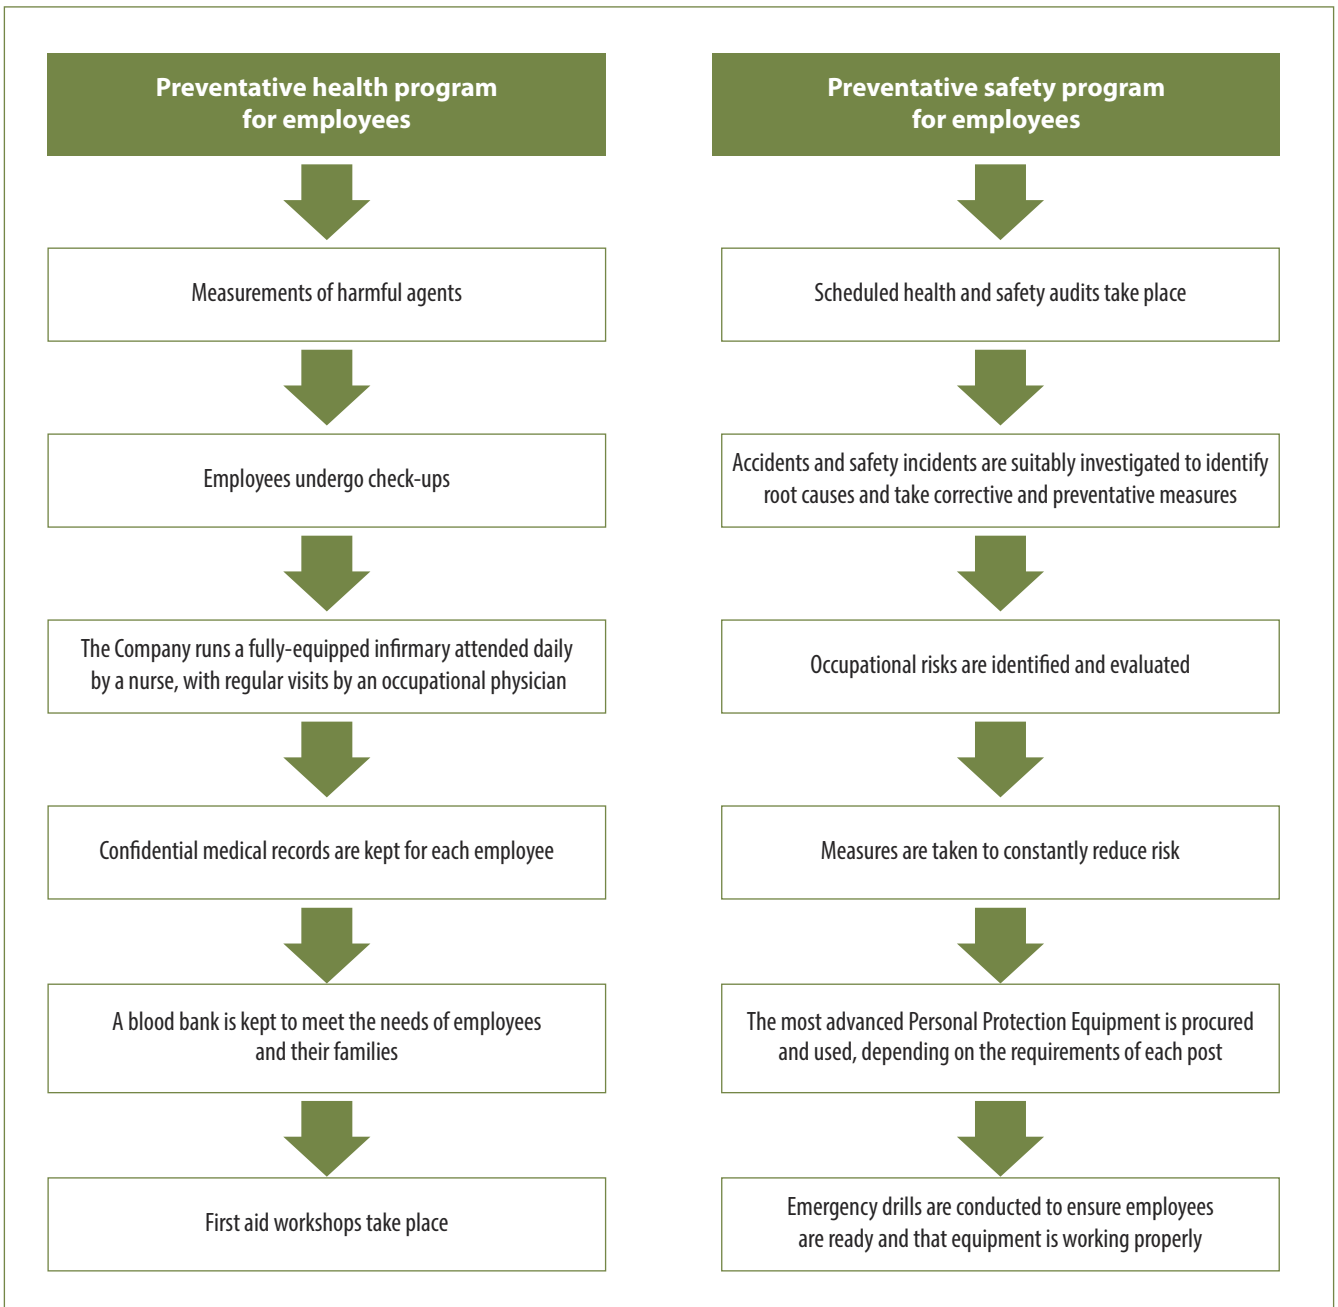 Preventative health program
for employees
Measurements of harmful agents
Employees undergo check-ups
The Company runs a fully-equipped infirmary attended daily
by a nurse, with regular visits by an occupational physician
Confidential medical records are kept for each employee
A blood bank is kept to meet the needs of employees
and their families
First aid workshops take place
Preventative safety program
for employees
Scheduled health and safety audits take place
Accidents and safety incidents are suitably investigated to identify
root causes and take corrective and preventative measures
Occupational risks are identified and evaluated
Measures are taken to constantly reduce risk
The most advanced Personal Protection Equipment is procured
and used, depending on the requirements of each post
Emergency drills are conducted to ensure employees
are ready and that equipment is working properly